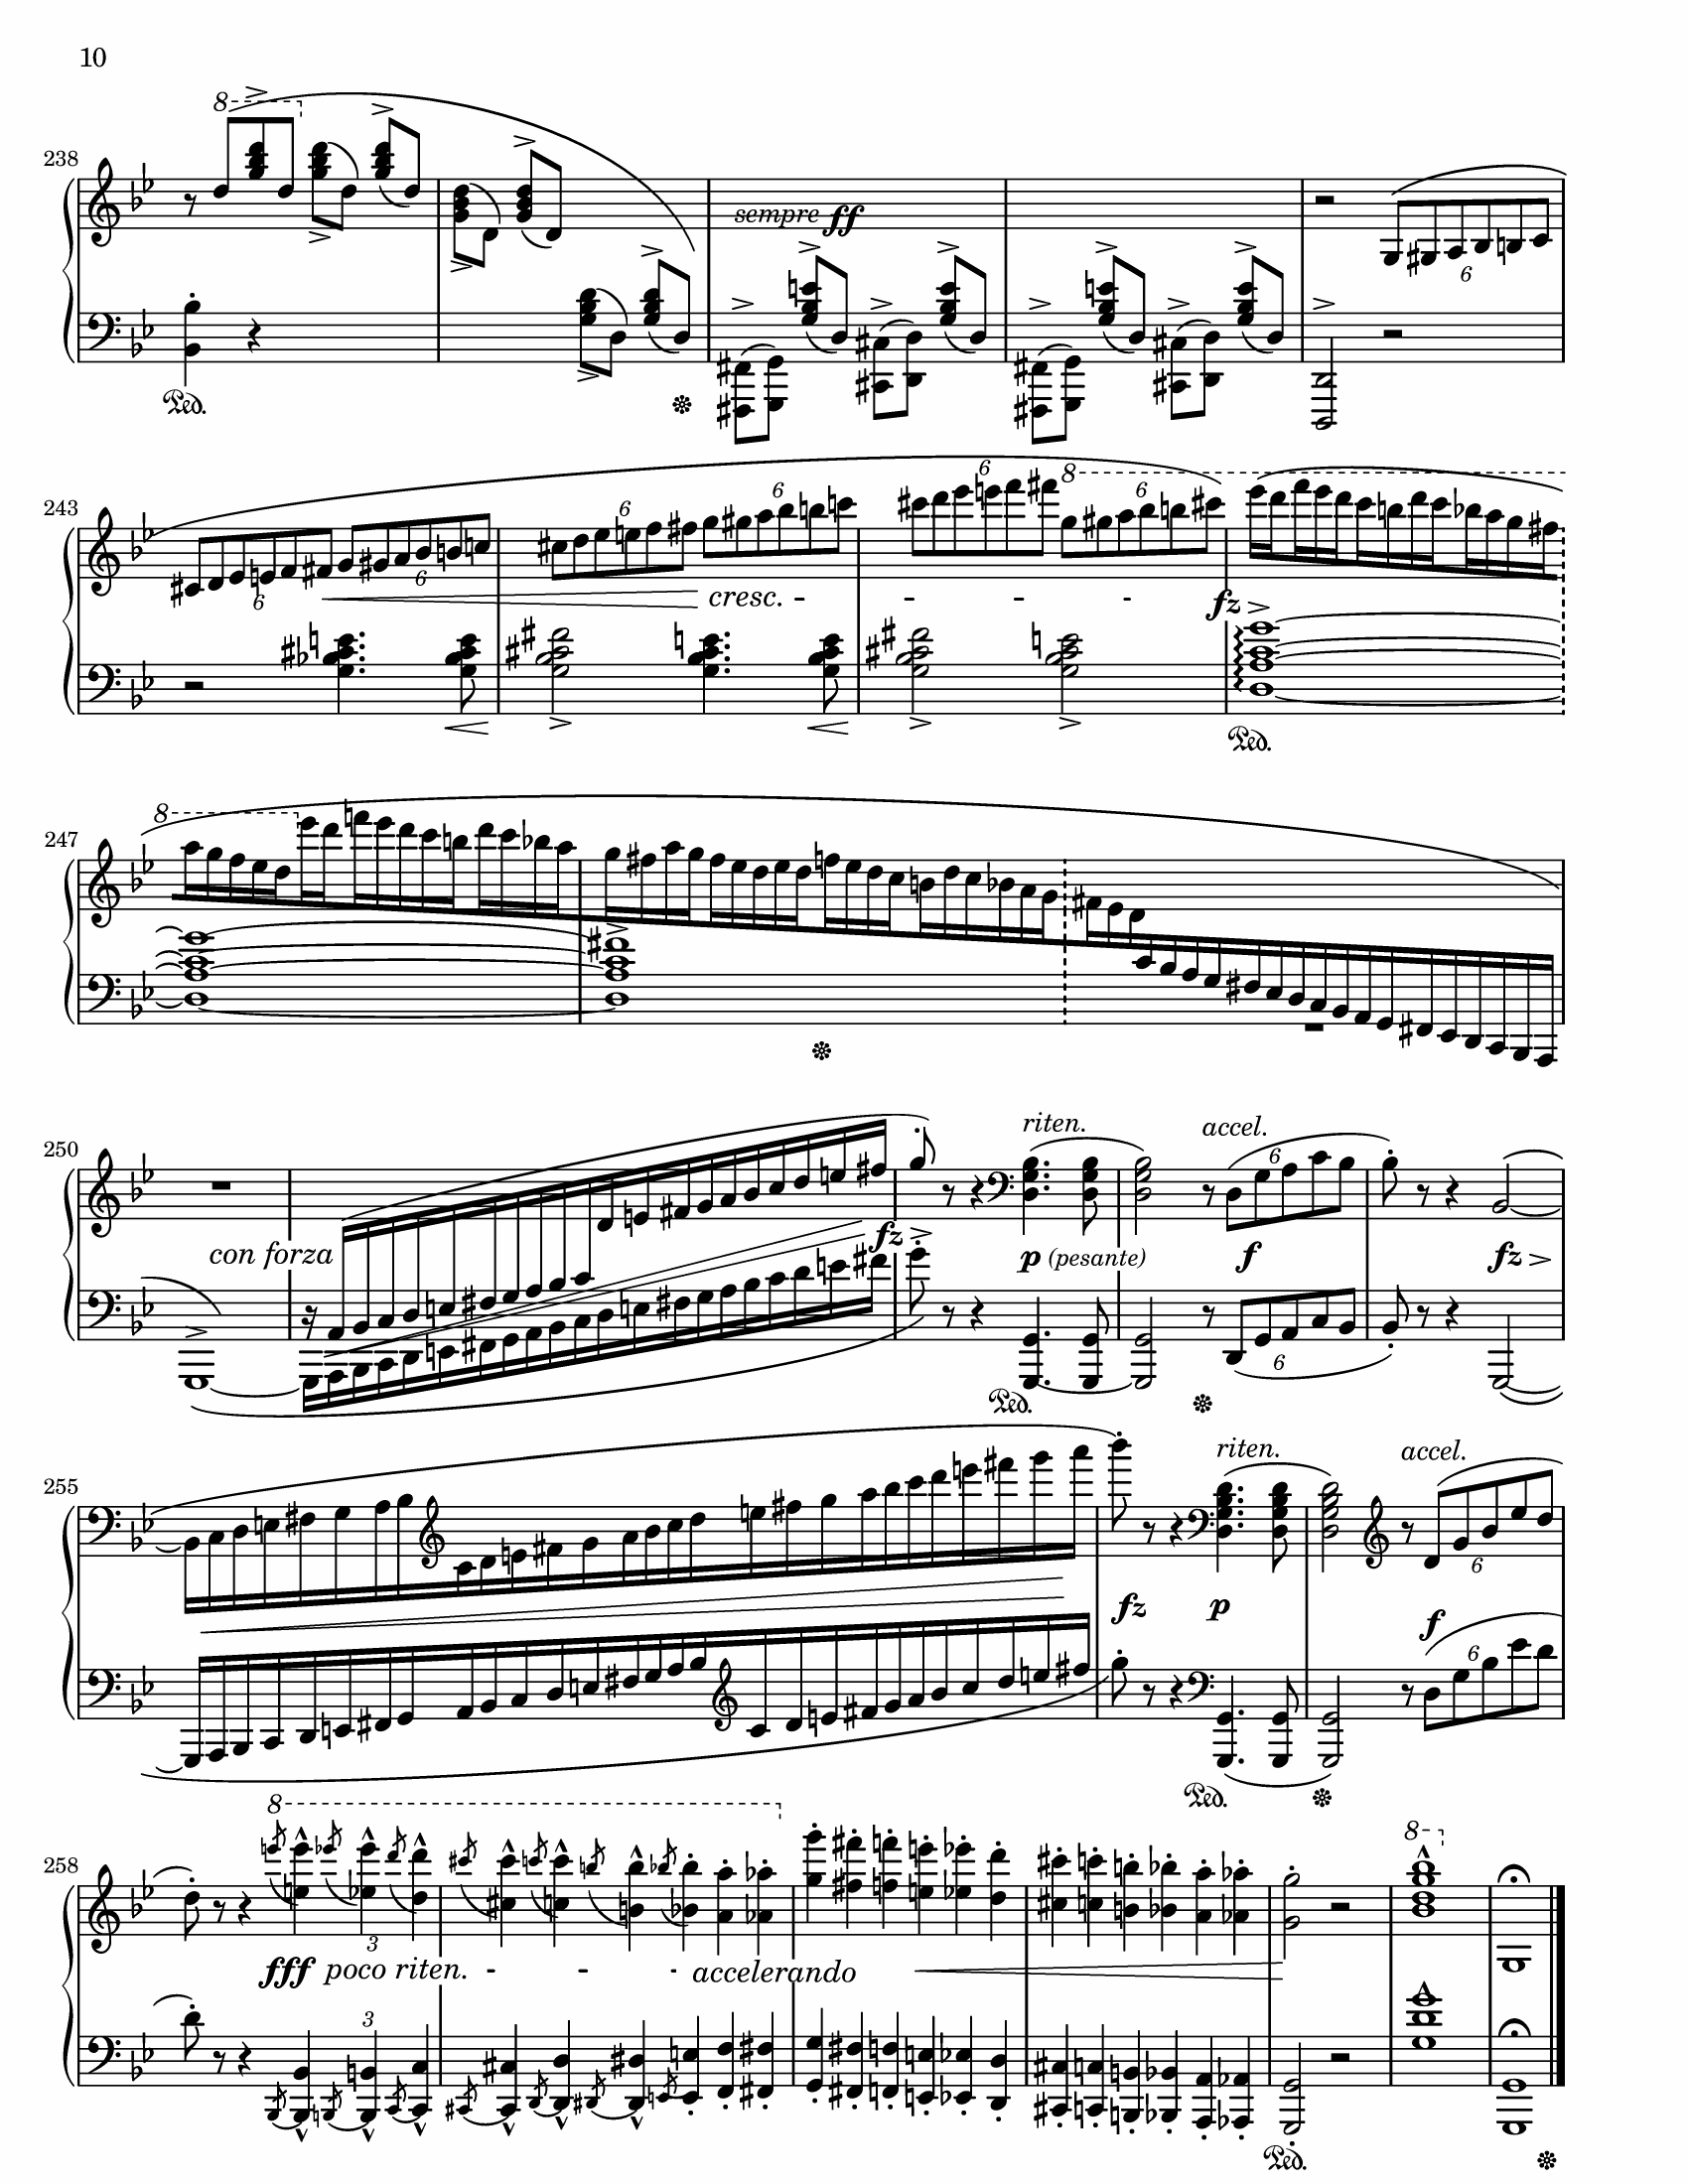 10
8
238
sempre ff
6
Ped.
243
6 6 6 6 6 8 6
cresc. - - - - fz
Ped.
8
247
250
riten. accel.
6
con forza fz p (pesante) f fz
6
Ped.
255
riten. accel.
6
fz p f
6
Ped.
8 8
258
3
fff poco riten. - - - accelerando
3
Ped.